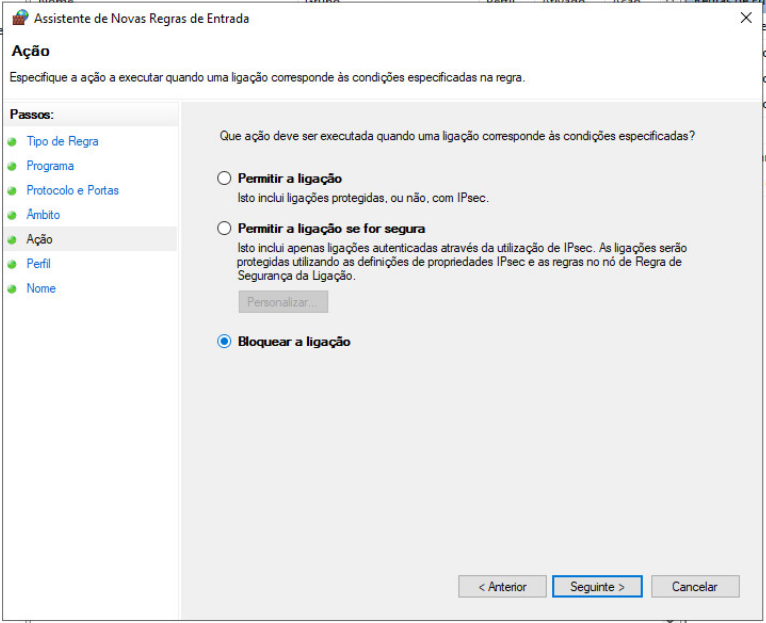 Assistente de Novas Regras de Entrada
Ação
Especifique a ação a executar quando uma ligação corresponde às condições especificadas na regra.
Passos:
Tipo de Regra
Programa
Protocolo e Portas
Âmbito
Ação
Perfil
Nome
Que ação deve ser executada quando uma ligação corresponde às condições especificadas?
Permitir a ligação
Isto inclui ligações protegidas, ou não, com IPsec.
Permitir a ligação se for segura
Isto inclui apenas ligações autenticadas através da utilização de IPsec. As ligações serão
protegidas utilizando as definições de propriedades IPsec e as regras no nó de Regra de
Segurança da Ligação.
Personalizar...
Bloquear a ligação
< Anterior
Seguinte >
Cancelar